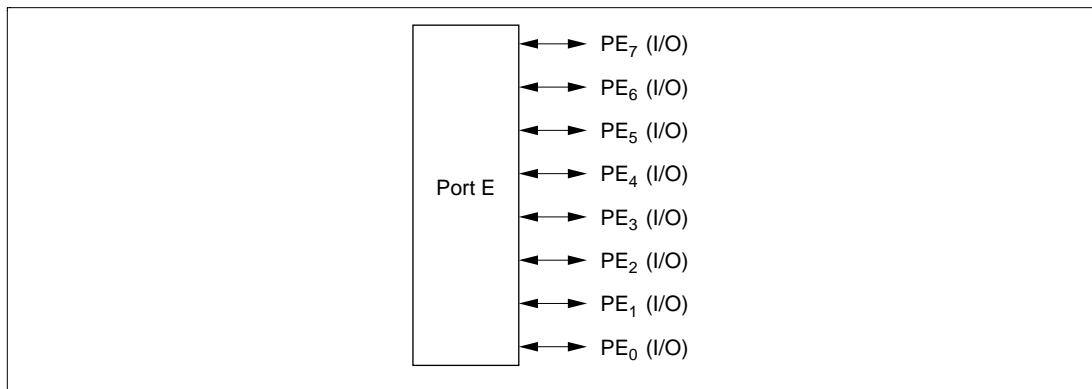 PE₇ (I/O)
PE₆ (I/O)
PE₅ (I/O)
PE₄ (I/O)
Port E
PE₃ (I/O)
PE₂ (I/O)
PE₁ (I/O)
PE₀ (I/O)